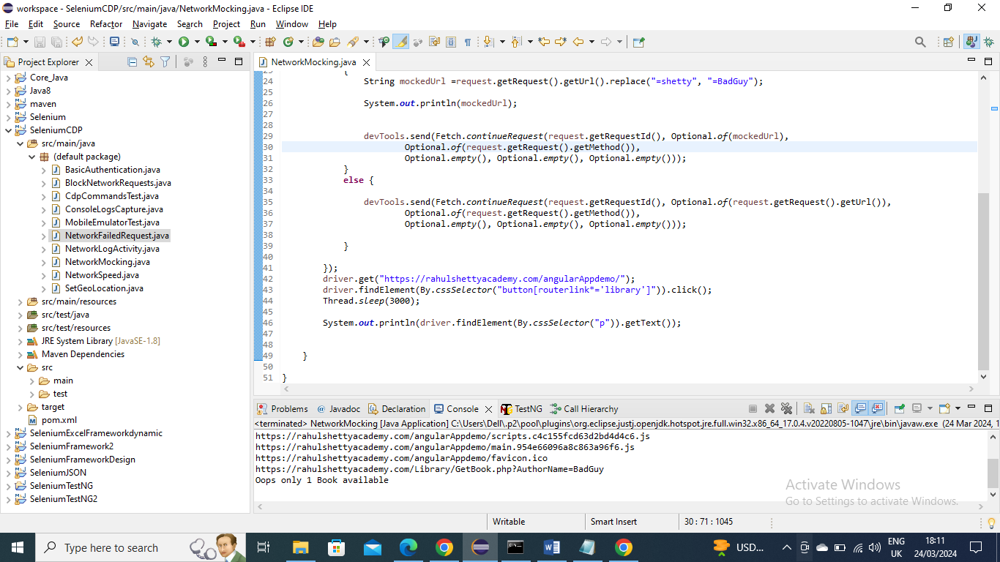 workspace - SeleniumCDP/src/main/java/NetworkMocking.java - Eclipse IDE
File Edit Source Refactor Navigate Search Project Run Window Help
Project Explorer
NetworkMocking.java
Core_Java
Java8
maven
Selenium
SeleniumCDP
src/main/java
(default package)
BasicAuthentication.java
BlockNetworkRequests.java
CdpCommandsTest.java
ConsoleLogsCapture.java
MobileEmulatorTest.java
NetworkFailedRequest.java
NetworkLogActivity.java
NetworkMocking.java
NetworkSpeed.java
SetGeoLocation.java
src/main/resources
src/test/java
src/test/resources
JRE System Library [JavaSE-1.8]
Maven Dependencies
src
main
test
target
pom.xml
SeleniumExcelFrameworkdynamic
SeleniumFramework2
SeleniumFrameworkDesign
SeleniumJSON
SeleniumTestNG
SeleniumTestNG2
23 {
24 String mockedUrl =request.getRequest().getUrl().replace("=shetty", "=BadGuy");
25
26 System.out.println(mockedUrl);
27
28
29 devTools.send(Fetch.continueRequest(request.getRequestId(), Optional.of(mockedUrl),
30 Optional.of(request.getRequest().getMethod()),
31 Optional.empty(), Optional.empty(), Optional.empty()));
32 }
33 else {
34
35 devTools.send(Fetch.continueRequest(request.getRequestId(), Optional.of(request.getRequest().getUrl()),
36 Optional.of(request.getRequest().getMethod()),
37 Optional.empty(), Optional.empty(), Optional.empty()));
38
39 }
40
41 });
42 driver.get("https://rahulshettyacademy.com/angularAppdemo/");
43 driver.findElement(By.cssSelector("button[routerlink*='library']")).click();
44 Thread.sleep(3000);
45
46 System.out.println(driver.findElement(By.cssSelector("p")).getText());
47
48
49 }
50
51 }
Problems @ Javadoc Declaration Console TestNG Call Hierarchy
<terminated> NetworkMocking [Java Application] C:\Users\Dell\.p2\pool\plugins\org.eclipse.justj.openjdk.hotspot.jre.full.win32.x86_64_17.0.4.v20220805-1047\jre\bin\javaw.exe (24 Mar 2024, 1
https://rahulshettyacademy.com/angularAppdemo/scripts.c4c155fcd63d2bd4d4c6.js
https://rahulshettyacademy.com/angularAppdemo/main.954e66096a8c863a96f6.js
https://rahulshettyacademy.com/angularAppdemo/favicon.ico
https://rahulshettyacademy.com/Library/GetBook.php?AuthorName=BadGuy
Oops only 1 Book available
Activate Windows
Go to Settings to activate Windows.
Writable Smart Insert 30 : 71 : 1045
Type here to search
USD...
ENG
UK
18:11
24/03/2024